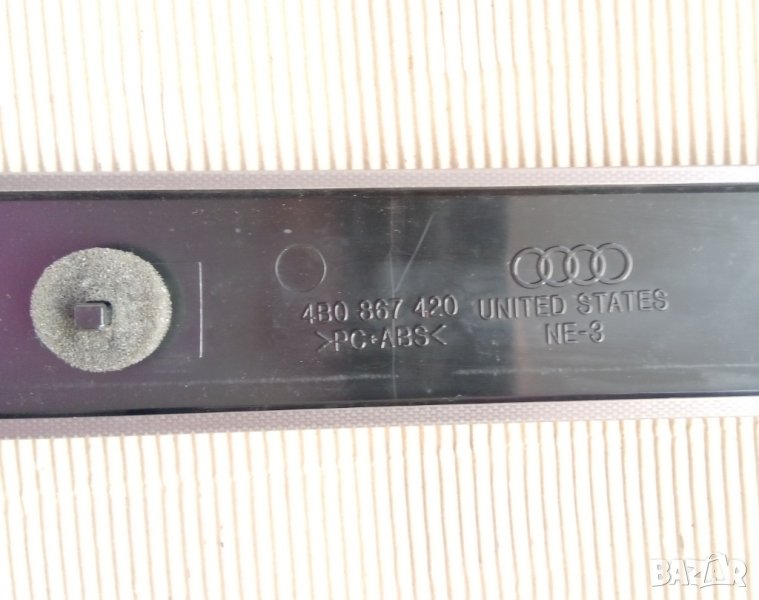 4B0 867 420 UNITED STATES
>PC+ABS< NE-3
BAZAR